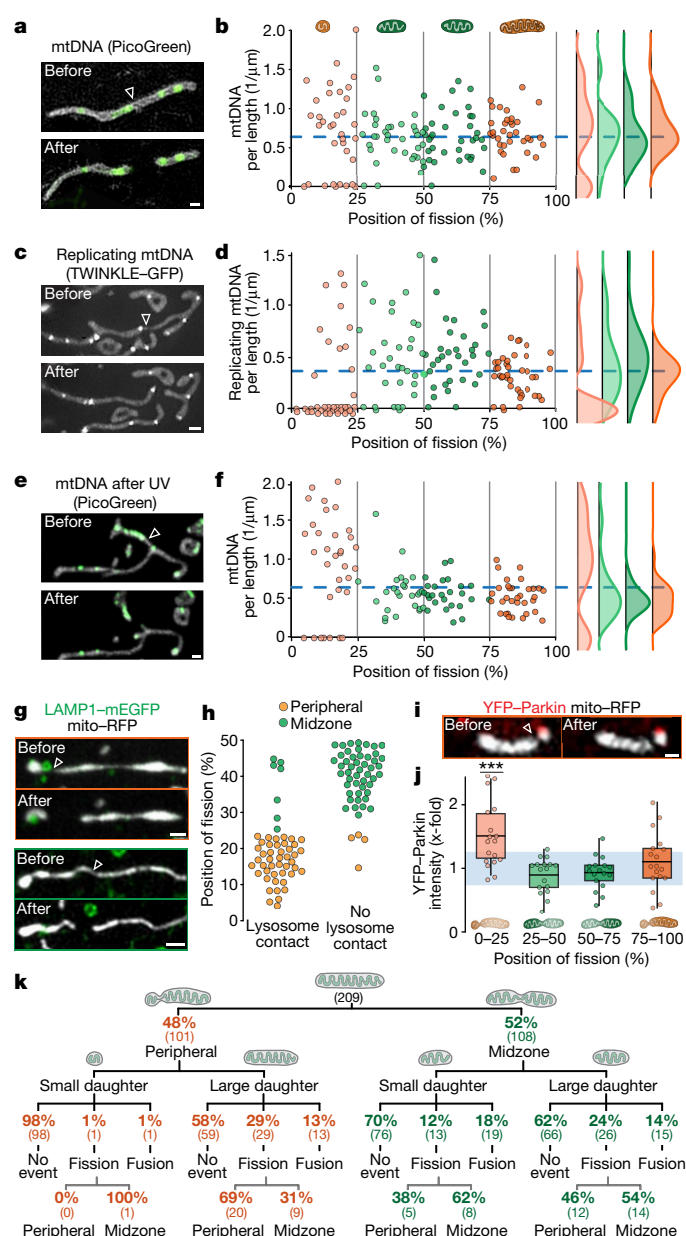 a
mtDNA (PicoGreen)
Before
After
b
mtDNA
per length (1/μm)
2.0
1.5
1.0
0.5
0
0
25
50
75
100
Position of fission (%)
c
Replicating mtDNA
(TWINKLE–GFP)
Before
After
d
Replicating mtDNA
per length (1/μm)
1.5
1.0
0.5
0
0
25
50
75
100
Position of fission (%)
e
mtDNA after UV
(PicoGreen)
Before
After
f
mtDNA
per length (1/μm)
2.0
1.5
1.0
0.5
0
0
25
50
75
100
Position of fission (%)
g
LAMP1–mEGFP
mito–RFP
Before
After
Before
After
h
Peripheral
Midzone
Position of fission (%)
50
40
30
20
10
0
Lysosome
contact
No
lysosome
contact
i
YFP–Parkin mito–RFP
Before
After
j
***
YFP–Parkin
intensity (x-fold)
2
1
0
0–25 25–50 50–75 75–100
Position of fission (%)
k
(209)
48% 52%
(101) (108)
Peripheral Midzone
Small daughter Large daughter Small daughter Large daughter
98% 1% 1% 58% 29% 13% 70% 12% 18% 62% 24% 14%
(98) (1) (1) (59) (29) (13) (76) (13) (19) (66) (26) (15)
No event Fission Fusion No event Fission Fusion No event Fission Fusion No event Fission Fusion
0% 100% 69% 31% 38% 62% 46% 54%
(0) (1) (20) (9) (5) (8) (12) (14)
Peripheral Midzone Peripheral Midzone Peripheral Midzone Peripheral Midzone